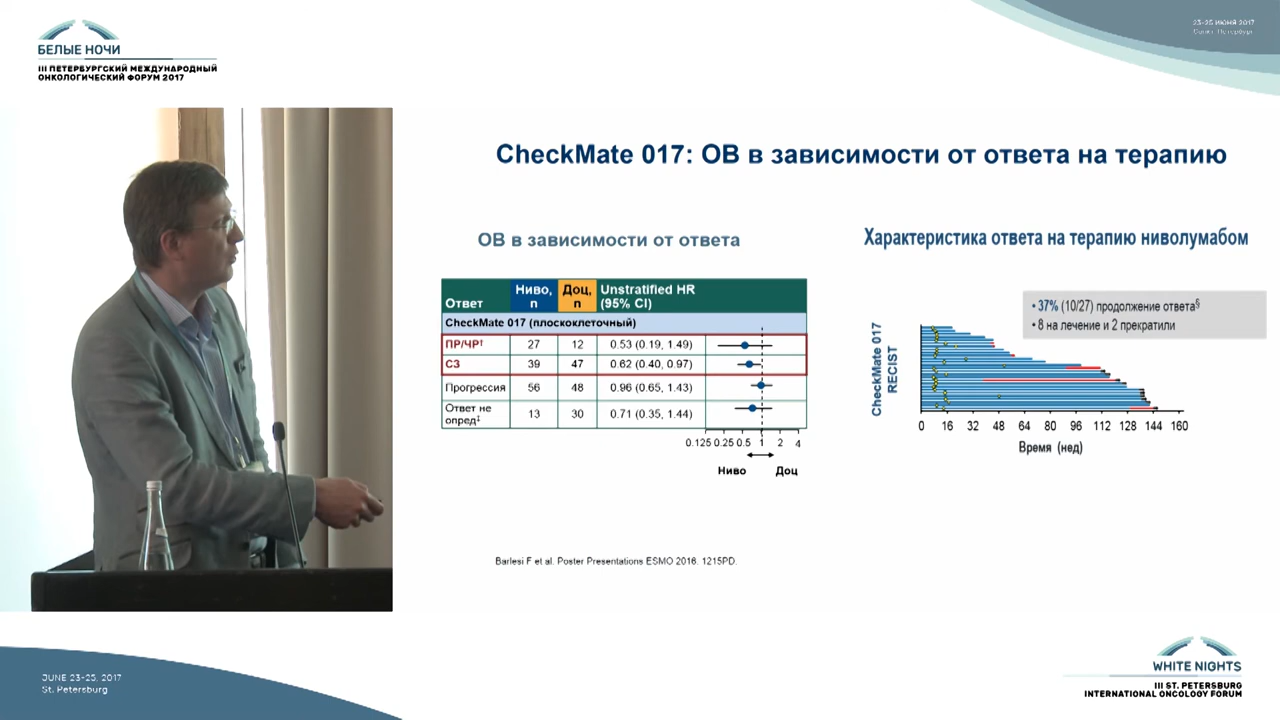 БЕЛЫЕ НОЧИ
III ПЕТЕРБУРГСКИЙ МЕЖДУНАРОДНЫЙ
ОНКОЛОГИЧЕСКИЙ ФОРУМ 2017
23-25 ИЮНЯ 2017
Санкт-Петербург
CheckMate 017: ОВ в зависимости от ответа на терапию
ОВ в зависимости от ответа
Ответ Ниво, n Доц, n Unstratified HR (95% CI)
CheckMate 017 (плоскоклеточный)
ПР/ЧР† 27 12 0.53 (0.19, 1.49)
СЗ 39 47 0.62 (0.40, 0.97)
Прогрессия 56 48 0.96 (0.65, 1.43)
Ответ не опред‡ 13 30 0.71 (0.35, 1.44)
0.125 0.25 0.5 1 2 4
Ниво Доц
Характеристика ответа на терапию ниволумабом
• 37% (10/27) продолжение ответа§
• 8 на лечение и 2 прекратили
CheckMate 017
RECIST
0 16 32 48 64 80 96 112 128 144 160
Время (нед)
Barlesi F et al. Poster Presentations ESMO 2016. 1215PD.
JUNE 23-25, 2017
St. Petersburg
WHITE NIGHTS
III ST. PETERSBURG
INTERNATIONAL ONCOLOGY FORUM